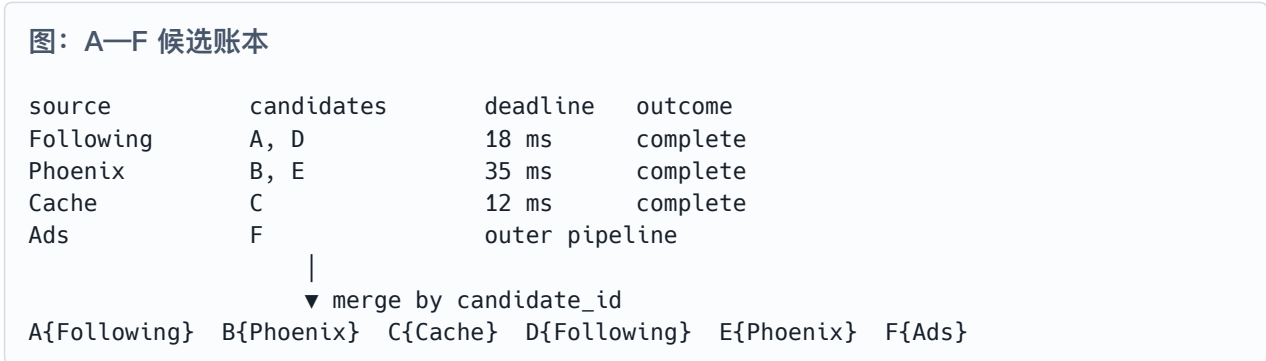 图：A—F 候选账本
source candidates deadline outcome
Following A, D 18 ms complete
Phoenix B, E 35 ms complete
Cache C 12 ms complete
Ads F outer pipeline
│
▼ merge by candidate_id
A{Following} B{Phoenix} C{Cache} D{Following} E{Phoenix} F{Ads}